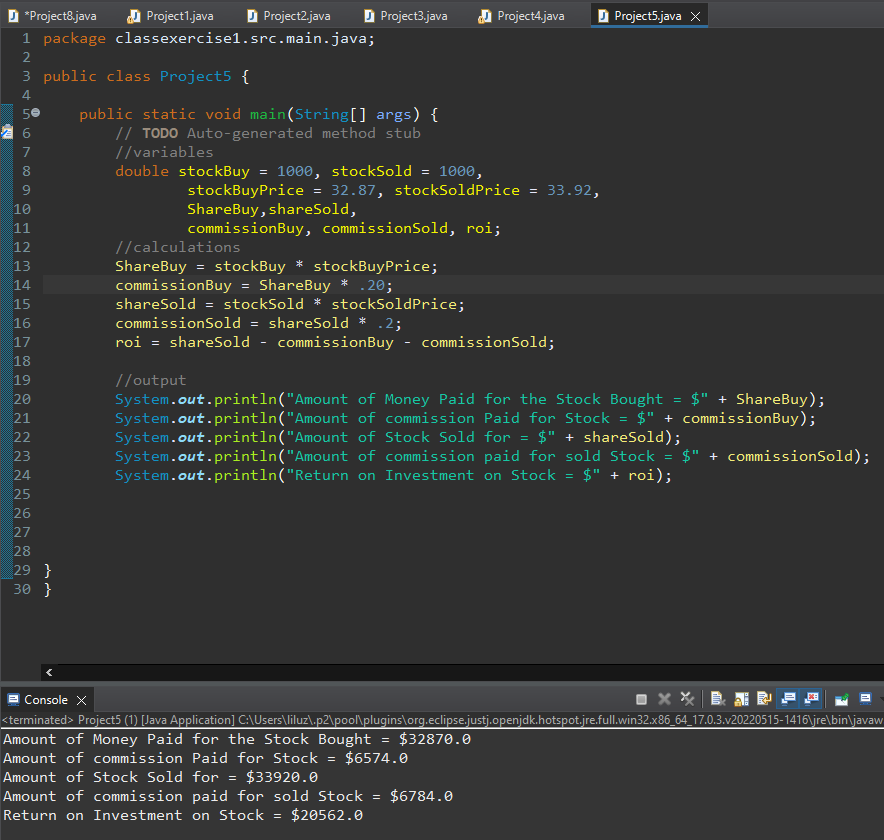 *Project8.java Project1.java Project2.java Project3.java Project4.java Project5.java
1 package classexercise1.src.main.java;
2
3 public class Project5 {
4
5 public static void main(String[] args) {
6 // TODO Auto-generated method stub
7 //variables
8 double stockBuy = 1000, stockSold = 1000,
9 stockBuyPrice = 32.87, stockSoldPrice = 33.92,
10 ShareBuy,shareSold,
11 commissionBuy, commissionSold, roi;
12 //calculations
13 ShareBuy = stockBuy * stockBuyPrice;
14 commissionBuy = ShareBuy * .20;
15 shareSold = stockSold * stockSoldPrice;
16 commissionSold = shareSold * .2;
17 roi = shareSold - commissionBuy - commissionSold;
18
19 //output
20 System.out.println("Amount of Money Paid for the Stock Bought = $" + ShareBuy);
21 System.out.println("Amount of commission Paid for Stock = $" + commissionBuy);
22 System.out.println("Amount of Stock Sold for = $" + shareSold);
23 System.out.println("Amount of commission paid for sold Stock = $" + commissionSold);
24 System.out.println("Return on Investment on Stock = $" + roi);
25
26
27
28
29 }
30 }
Console
<terminated> Project5 (1) [Java Application] C:\Users\liluz\.p2\pool\plugins\org.eclipse.justj.openjdk.hotspot.jre.full.win32.x86_64_17.0.3.v20220515-1416\jre\bin\javaw
Amount of Money Paid for the Stock Bought = $32870.0
Amount of commission Paid for Stock = $6574.0
Amount of Stock Sold for = $33920.0
Amount of commission paid for sold Stock = $6784.0
Return on Investment on Stock = $20562.0